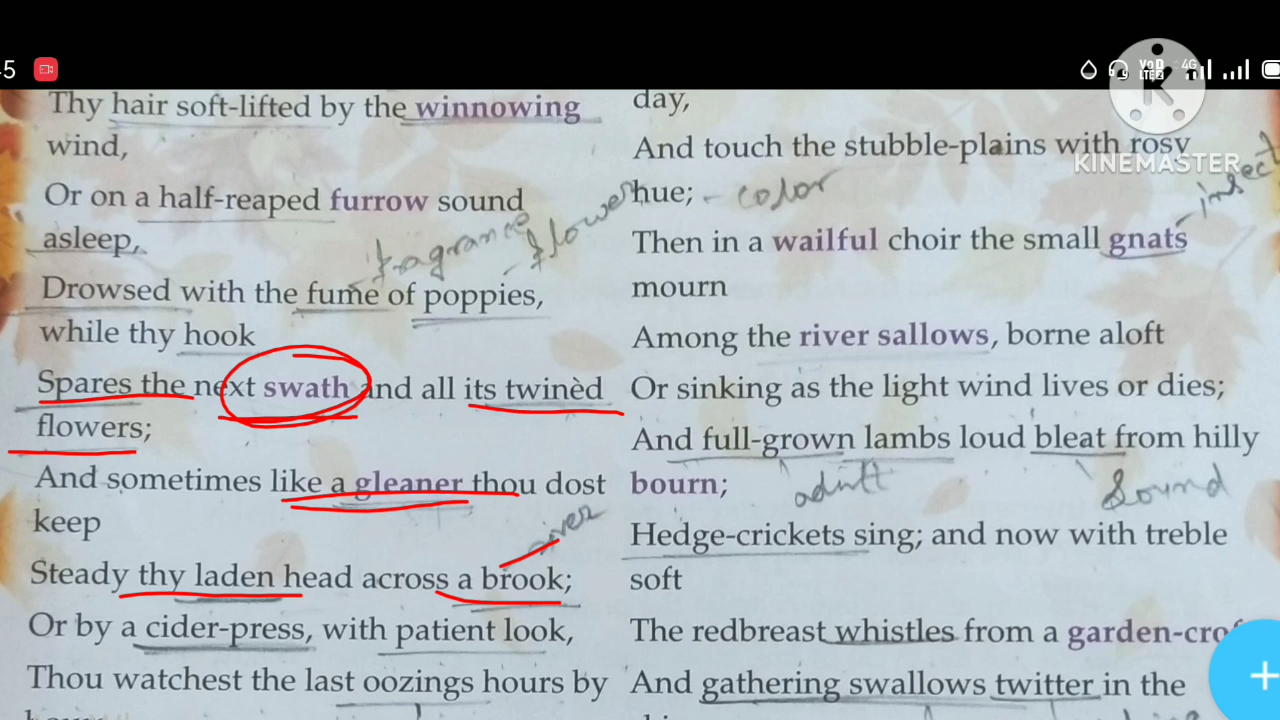 45
VoD
LTE2
4G
KINEMASTER
Thy hair soft-lifted by the winnowing
wind,
Or on a half-reaped furrow sound
asleep,
fragrance
flower
Drowsed with the fume of poppies,
while thy hook
Spares the next swath and all its twinèd
flowers;
And sometimes like a gleaner thou dost
keep
river
Steady thy laden head across a brook;
Or by a cider-press, with patient look,
Thou watchest the last oozings hours by
day,
And touch the stubble-plains with rosy
hue; - color
insect
Then in a wailful choir the small gnats
mourn
Among the river sallows, borne aloft
Or sinking as the light wind lives or dies;
And full-grown lambs loud bleat from hilly
bourn; adult Sound
Hedge-crickets sing; and now with treble
soft
The redbreast whistles from a garden-crof
And gathering swallows twitter in the